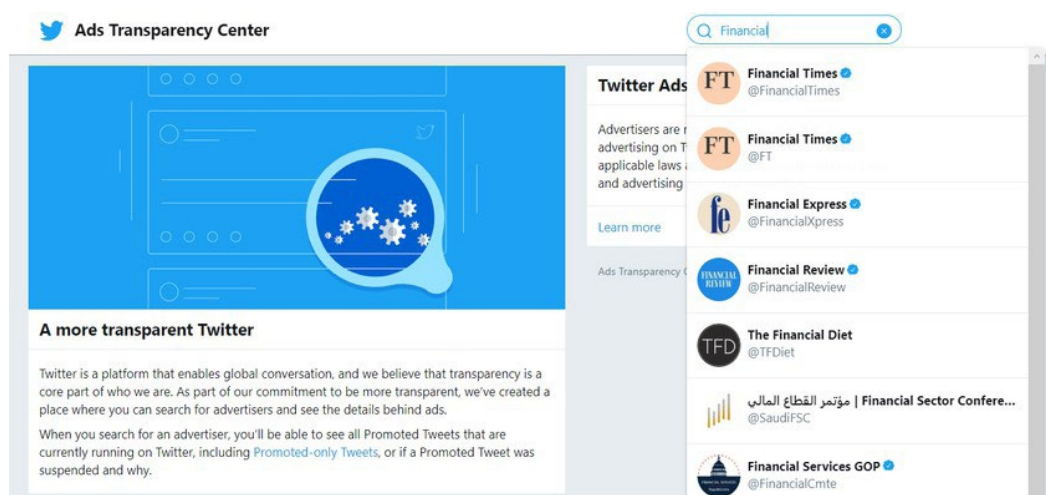 Ads Transparency Center
Financial
Twitter Ads
Advertisers are
advertising on
applicable laws
and advertising
Learn more
Ads Transparency
A more transparent Twitter
Twitter is a platform that enables global conversation, and we believe that transparency is a
core part of who we are. As part of our commitment to be more transparent, we've created a
place where you can search for advertisers and see the details behind ads.
When you search for an advertiser, you'll be able to see all Promoted Tweets that are
currently running on Twitter, including Promoted-only Tweets, or if a Promoted Tweet was
suspended and why.
FT
Financial Times
@FinancialTimes
FT
Financial Times
@FT
fe
Financial Express
@FinancialXpress
FINANCIAL
REVIEW
Financial Review
@FinancialReview
TFD
The Financial Diet
@TFDiet
مؤتمر القطاع المالي | Financial Sector Confere...
@SaudiFSC
Financial Services GOP
@FinancialCmte